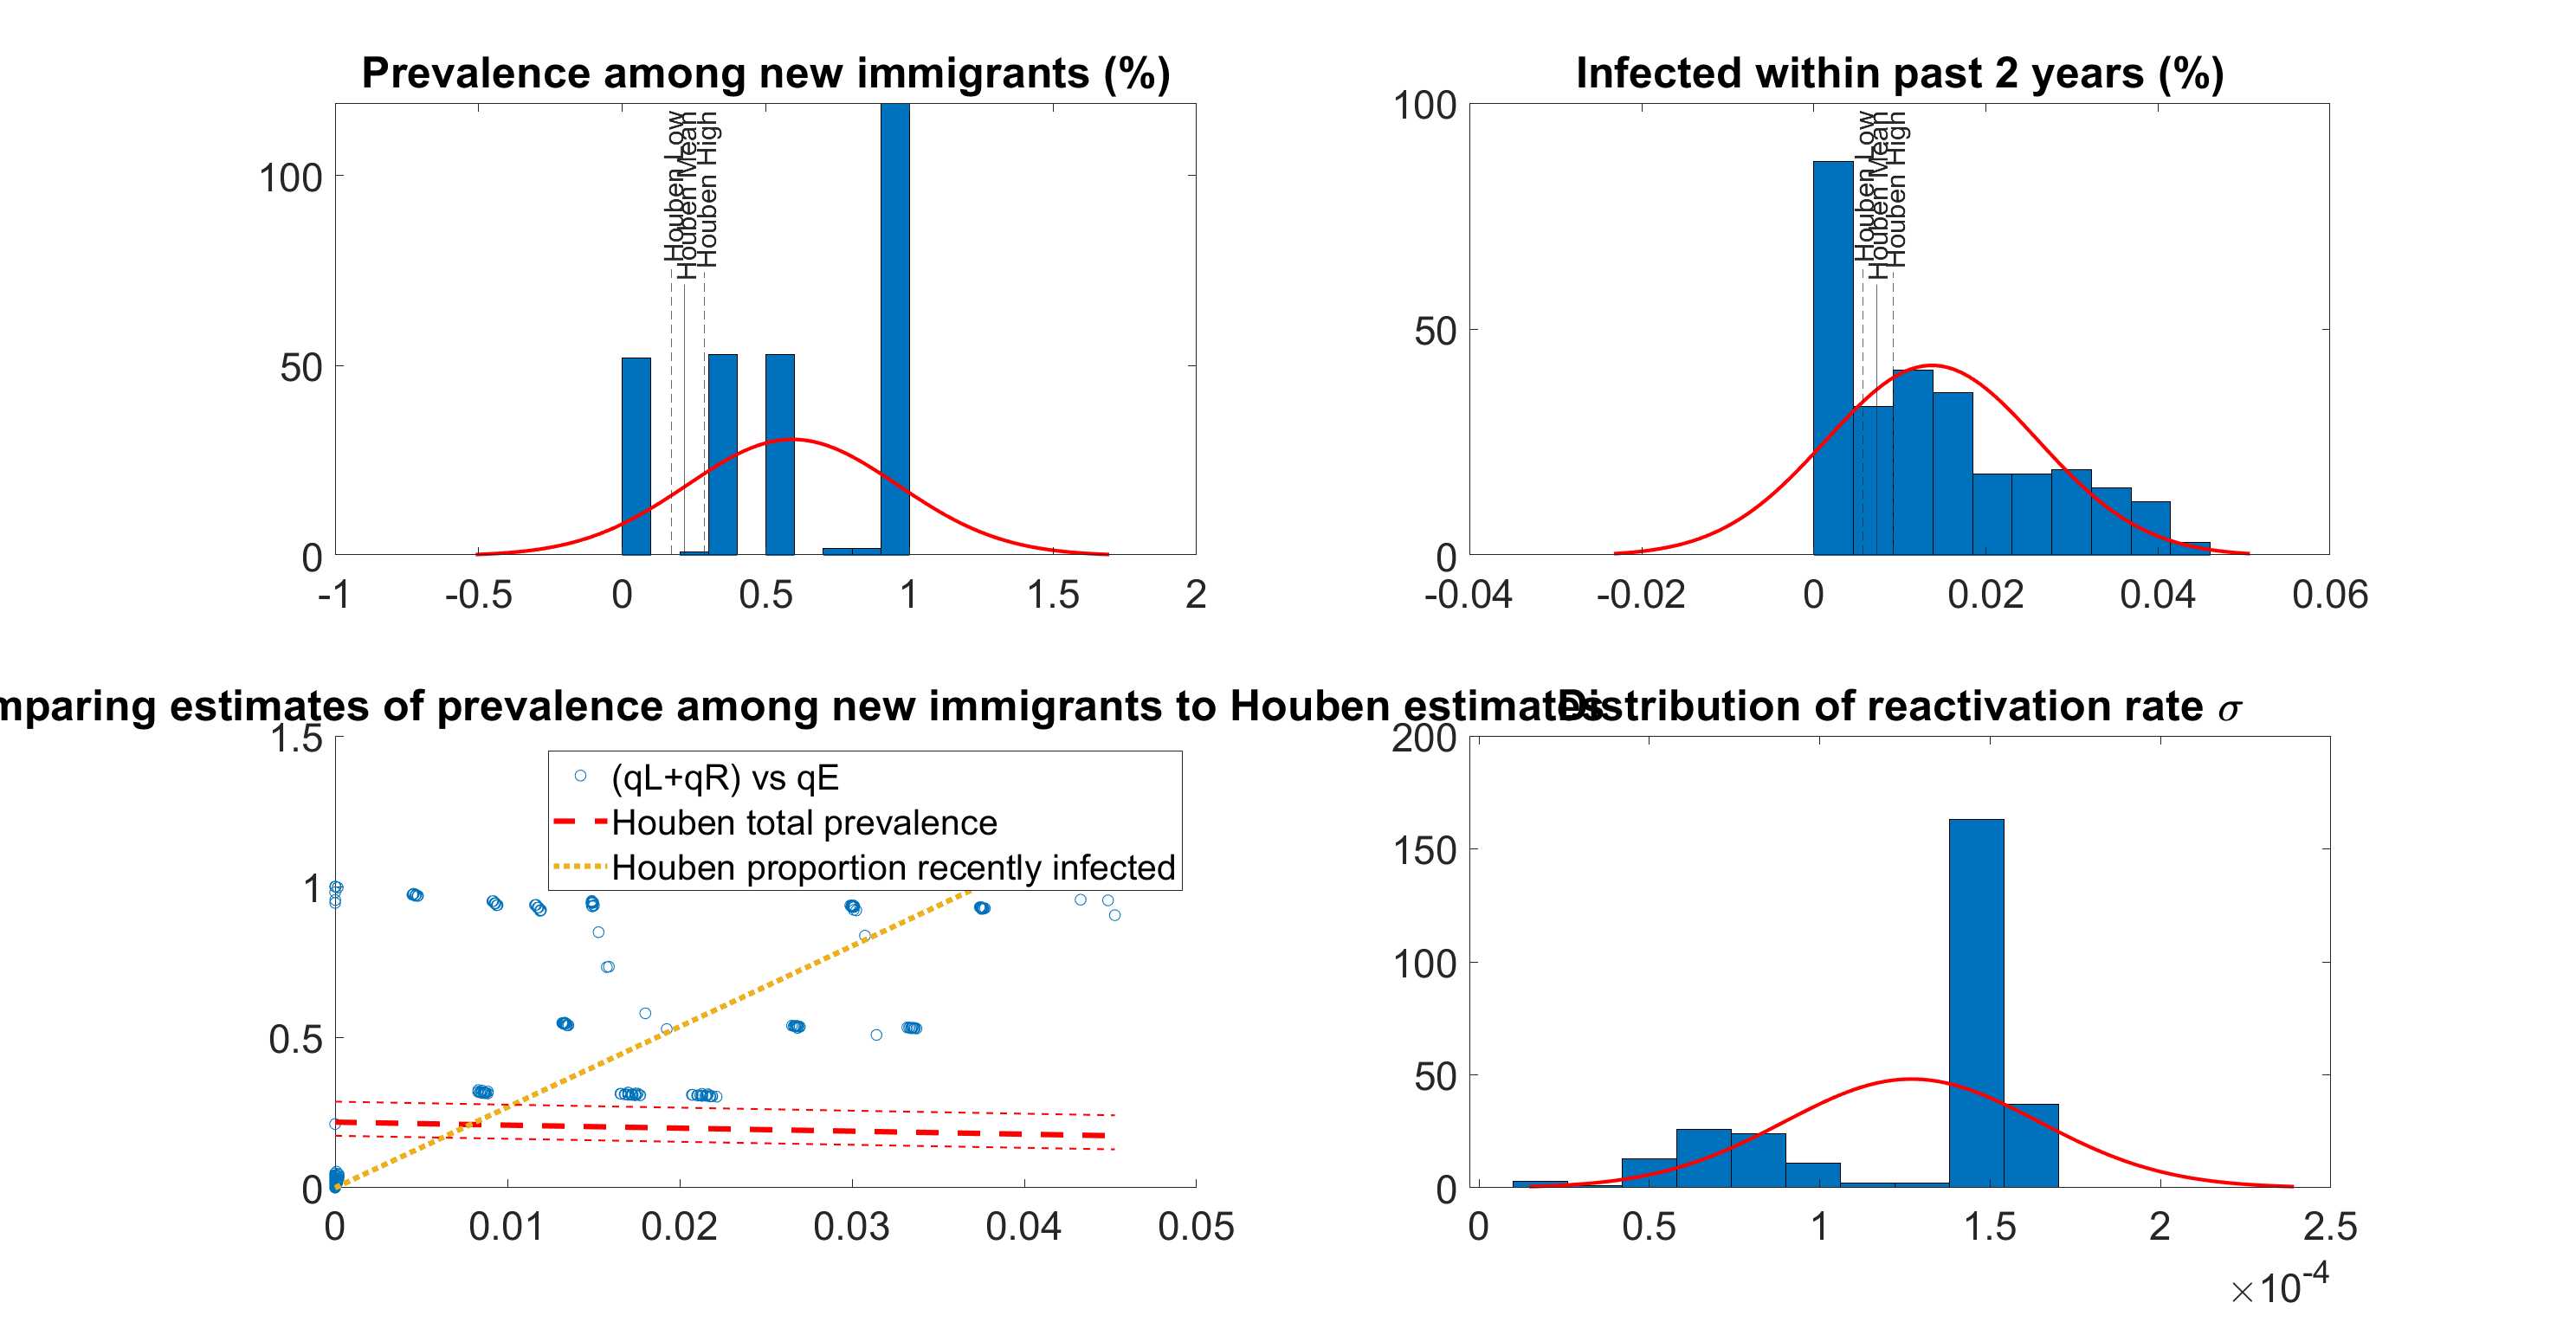 Prevalence among new immigrants (%)
100
50
0
-1 -0.5 0 0.5 1 1.5 2
Houben Low
Houben Mean
Houben High
Infected within past 2 years (%)
100
50
0
-0.04 -0.02 0 0.02 0.04 0.06
Houben Low
Houben Mean
Houben High
mparing estimates of prevalence among new immigrants to Houben estimates
1.5
1
0.5
0
0 0.01 0.02 0.03 0.04 0.05
(qL+qR) vs qE
Houben total prevalence
Houben proportion recently infected
Distribution of reactivation rate σ
200
150
100
50
0
0 0.5 1 1.5 2 2.5
×10-4